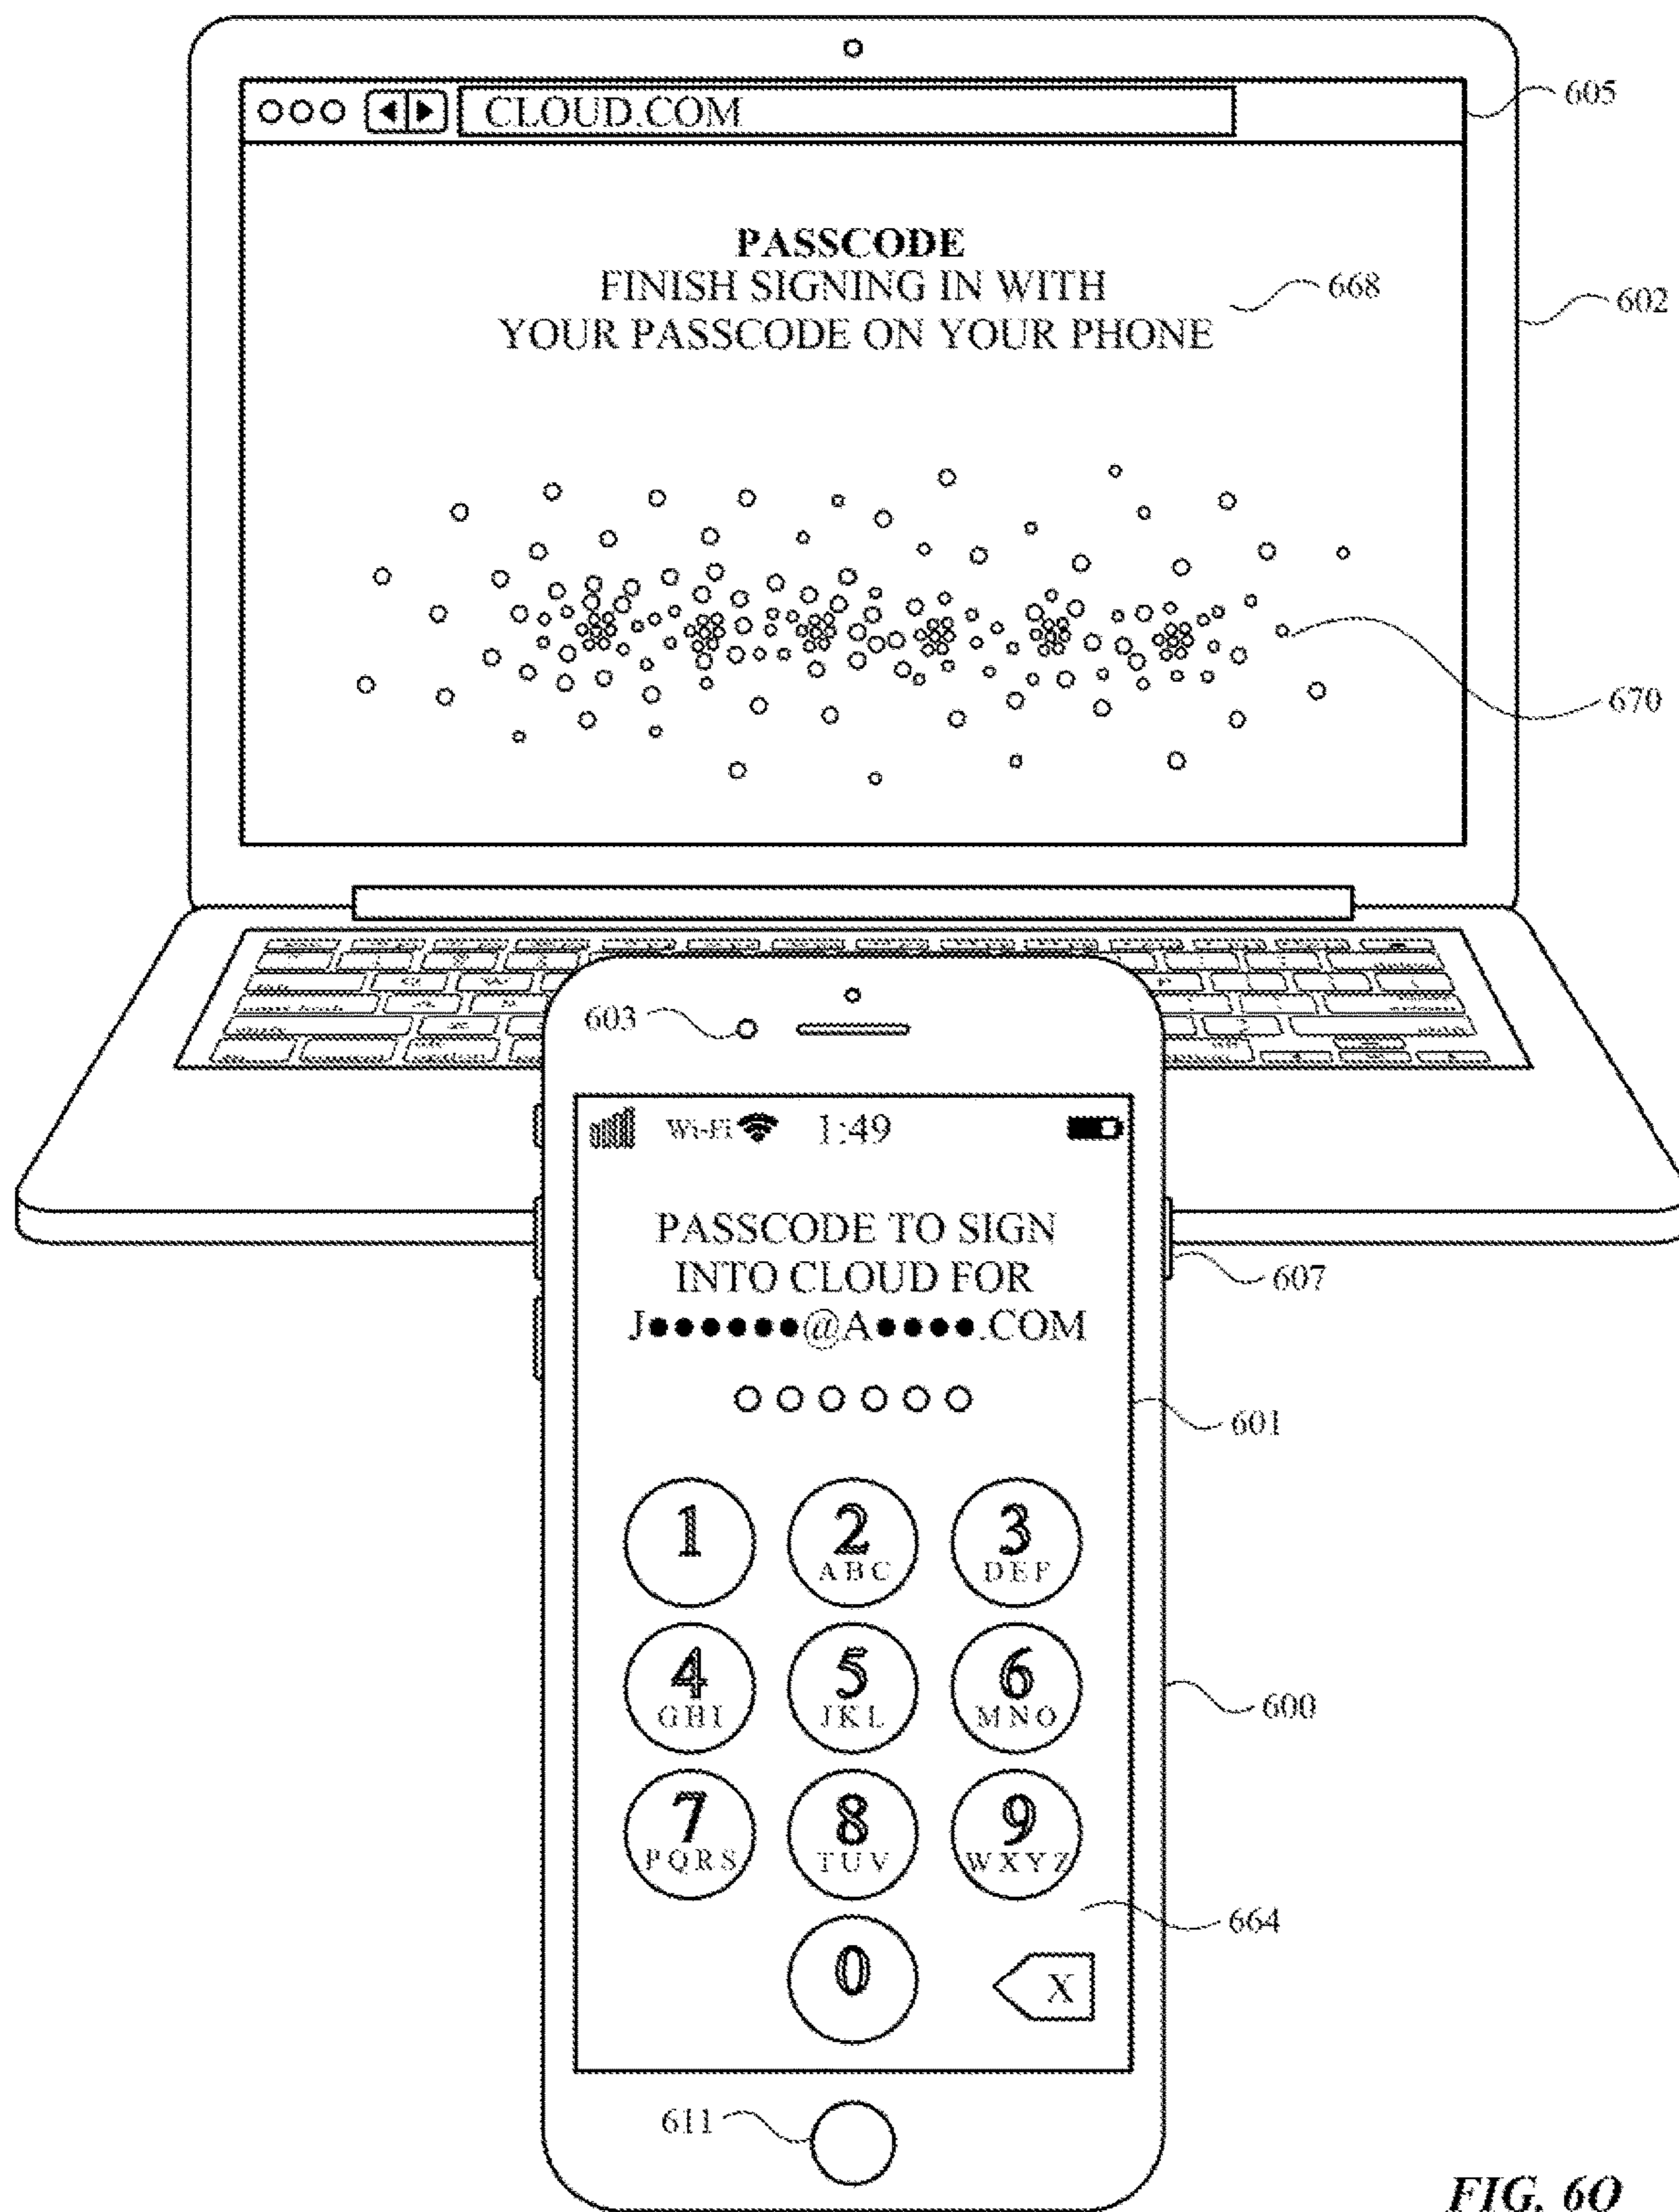 CLOUD.COM
605
PASSCODE
FINISH SIGNING IN WITH
YOUR PASSCODE ON YOUR PHONE
668
602
670
603
Wi-Fi 1:49
PASSCODE TO SIGN
INTO CLOUD FOR
J●●●●●●@A●●●●.COM
607
601
1 2 3
ABC DEF
4 5 6
GHI JKL MNO
600
7 8 9
PQRS TUV WXYZ
664
0 X
611
FIG. 6O